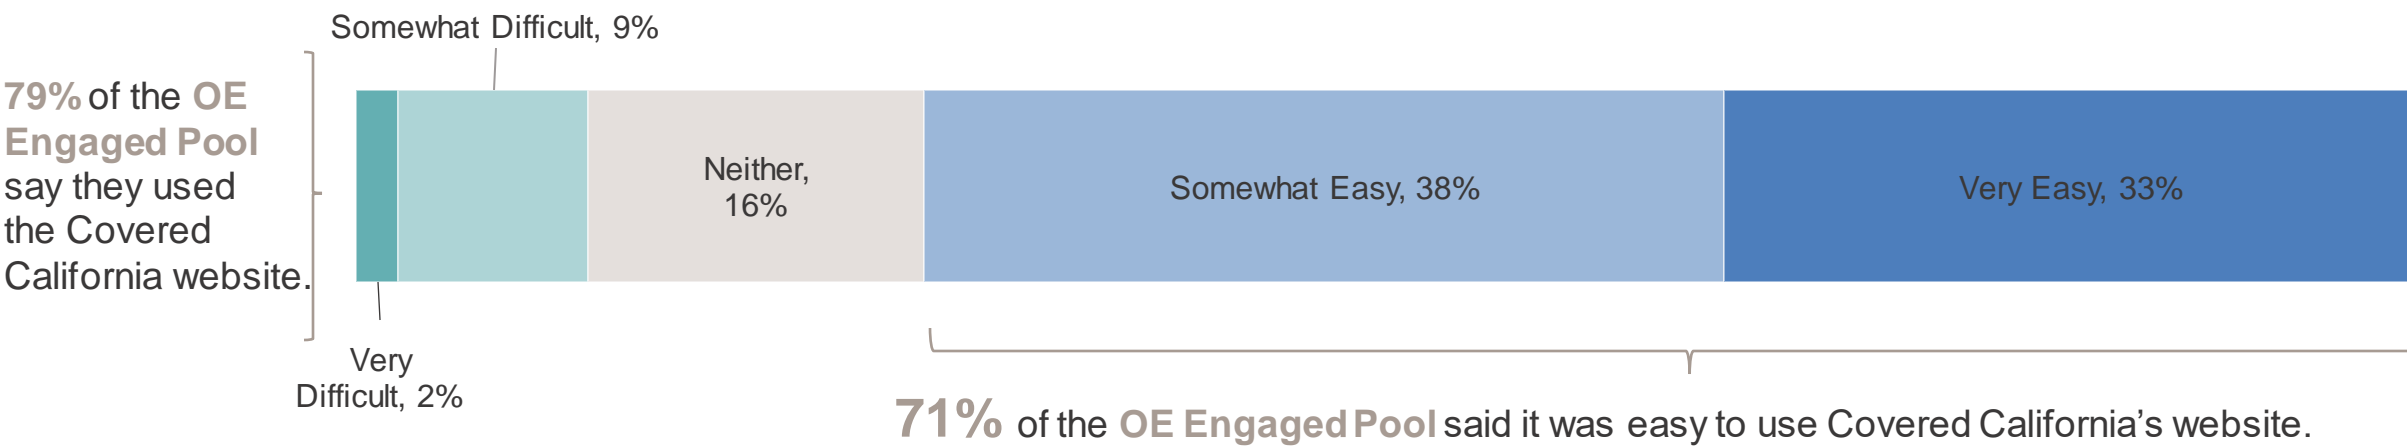 Somewhat Difficult, 9%
79% of the OE
Engaged Pool
say they used
the Covered
California website.
Neither,
16%
Somewhat Easy, 38%
Very Easy, 33%
Very
Difficult, 2%
71% of the OE Engaged Pool said it was easy to use Covered California’s website.